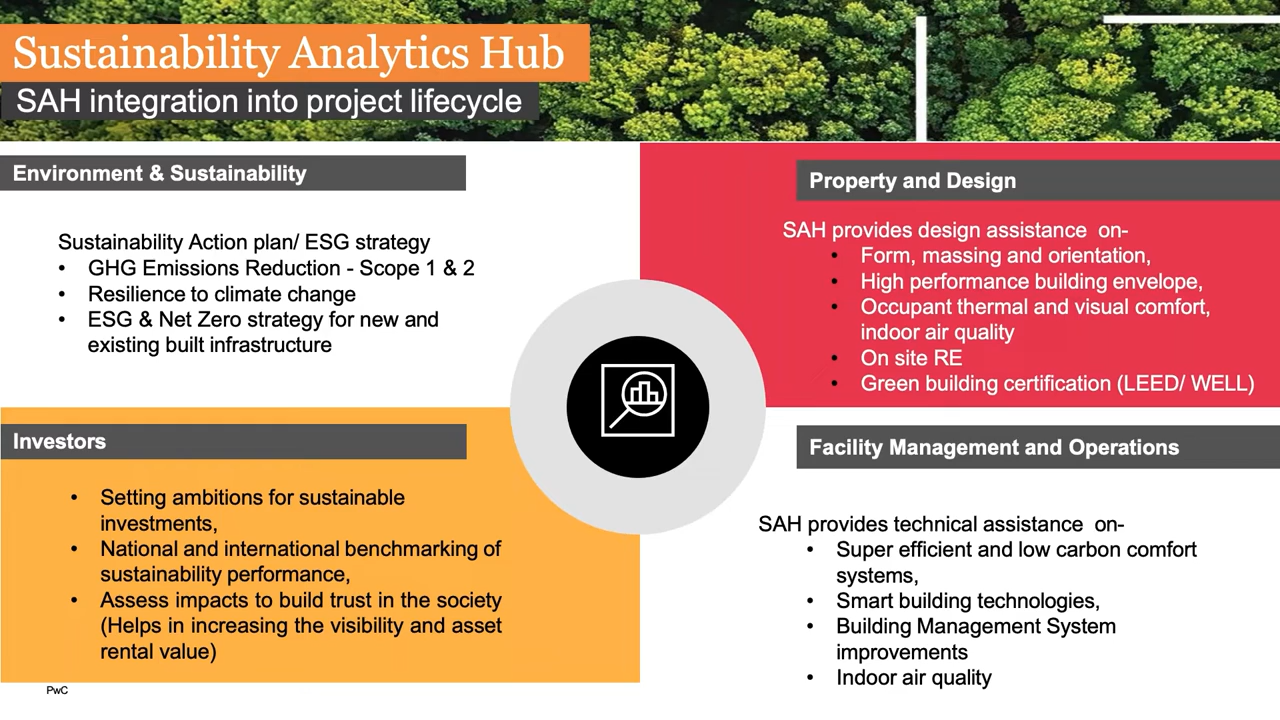 Sustainability Analytics Hub
SAH integration into project lifecycle
Environment & Sustainability
Sustainability Action plan/ ESG strategy
• GHG Emissions Reduction - Scope 1 & 2
• Resilience to climate change
• ESG & Net Zero strategy for new and
existing built infrastructure
Property and Design
SAH provides design assistance on-
• Form, massing and orientation,
• High performance building envelope,
• Occupant thermal and visual comfort,
indoor air quality
• On site RE
• Green building certification (LEED/ WELL)
Investors
• Setting ambitions for sustainable
investments,
• National and international benchmarking of
sustainability performance,
• Assess impacts to build trust in the society
(Helps in increasing the visibility and asset
rental value)
Facility Management and Operations
SAH provides technical assistance on-
• Super efficient and low carbon comfort
systems,
• Smart building technologies,
• Building Management System
improvements
• Indoor air quality
PwC